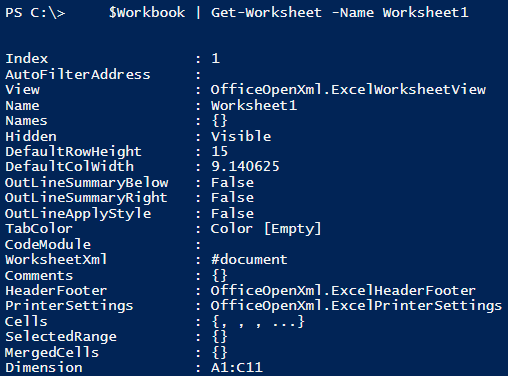 PS C:\> $Workbook | Get-Worksheet -Name Worksheet1
Index : 1
AutoFilterAddress :
View : OfficeOpenXml.ExcelWorksheetView
Name : Worksheet1
Names : {}
Hidden : Visible
DefaultRowHeight : 15
DefaultColWidth : 9.140625
OutLineSummaryBelow : False
OutLineSummaryRight : False
OutLineApplyStyle : False
TabColor : Color [Empty]
CodeModule :
WorksheetXml : #document
Comments : {}
HeaderFooter : OfficeOpenXml.ExcelHeaderFooter
PrinterSettings : OfficeOpenXml.ExcelPrinterSettings
Cells : {, , , ...}
SelectedRange : {}
MergedCells : {}
Dimension : A1:C11